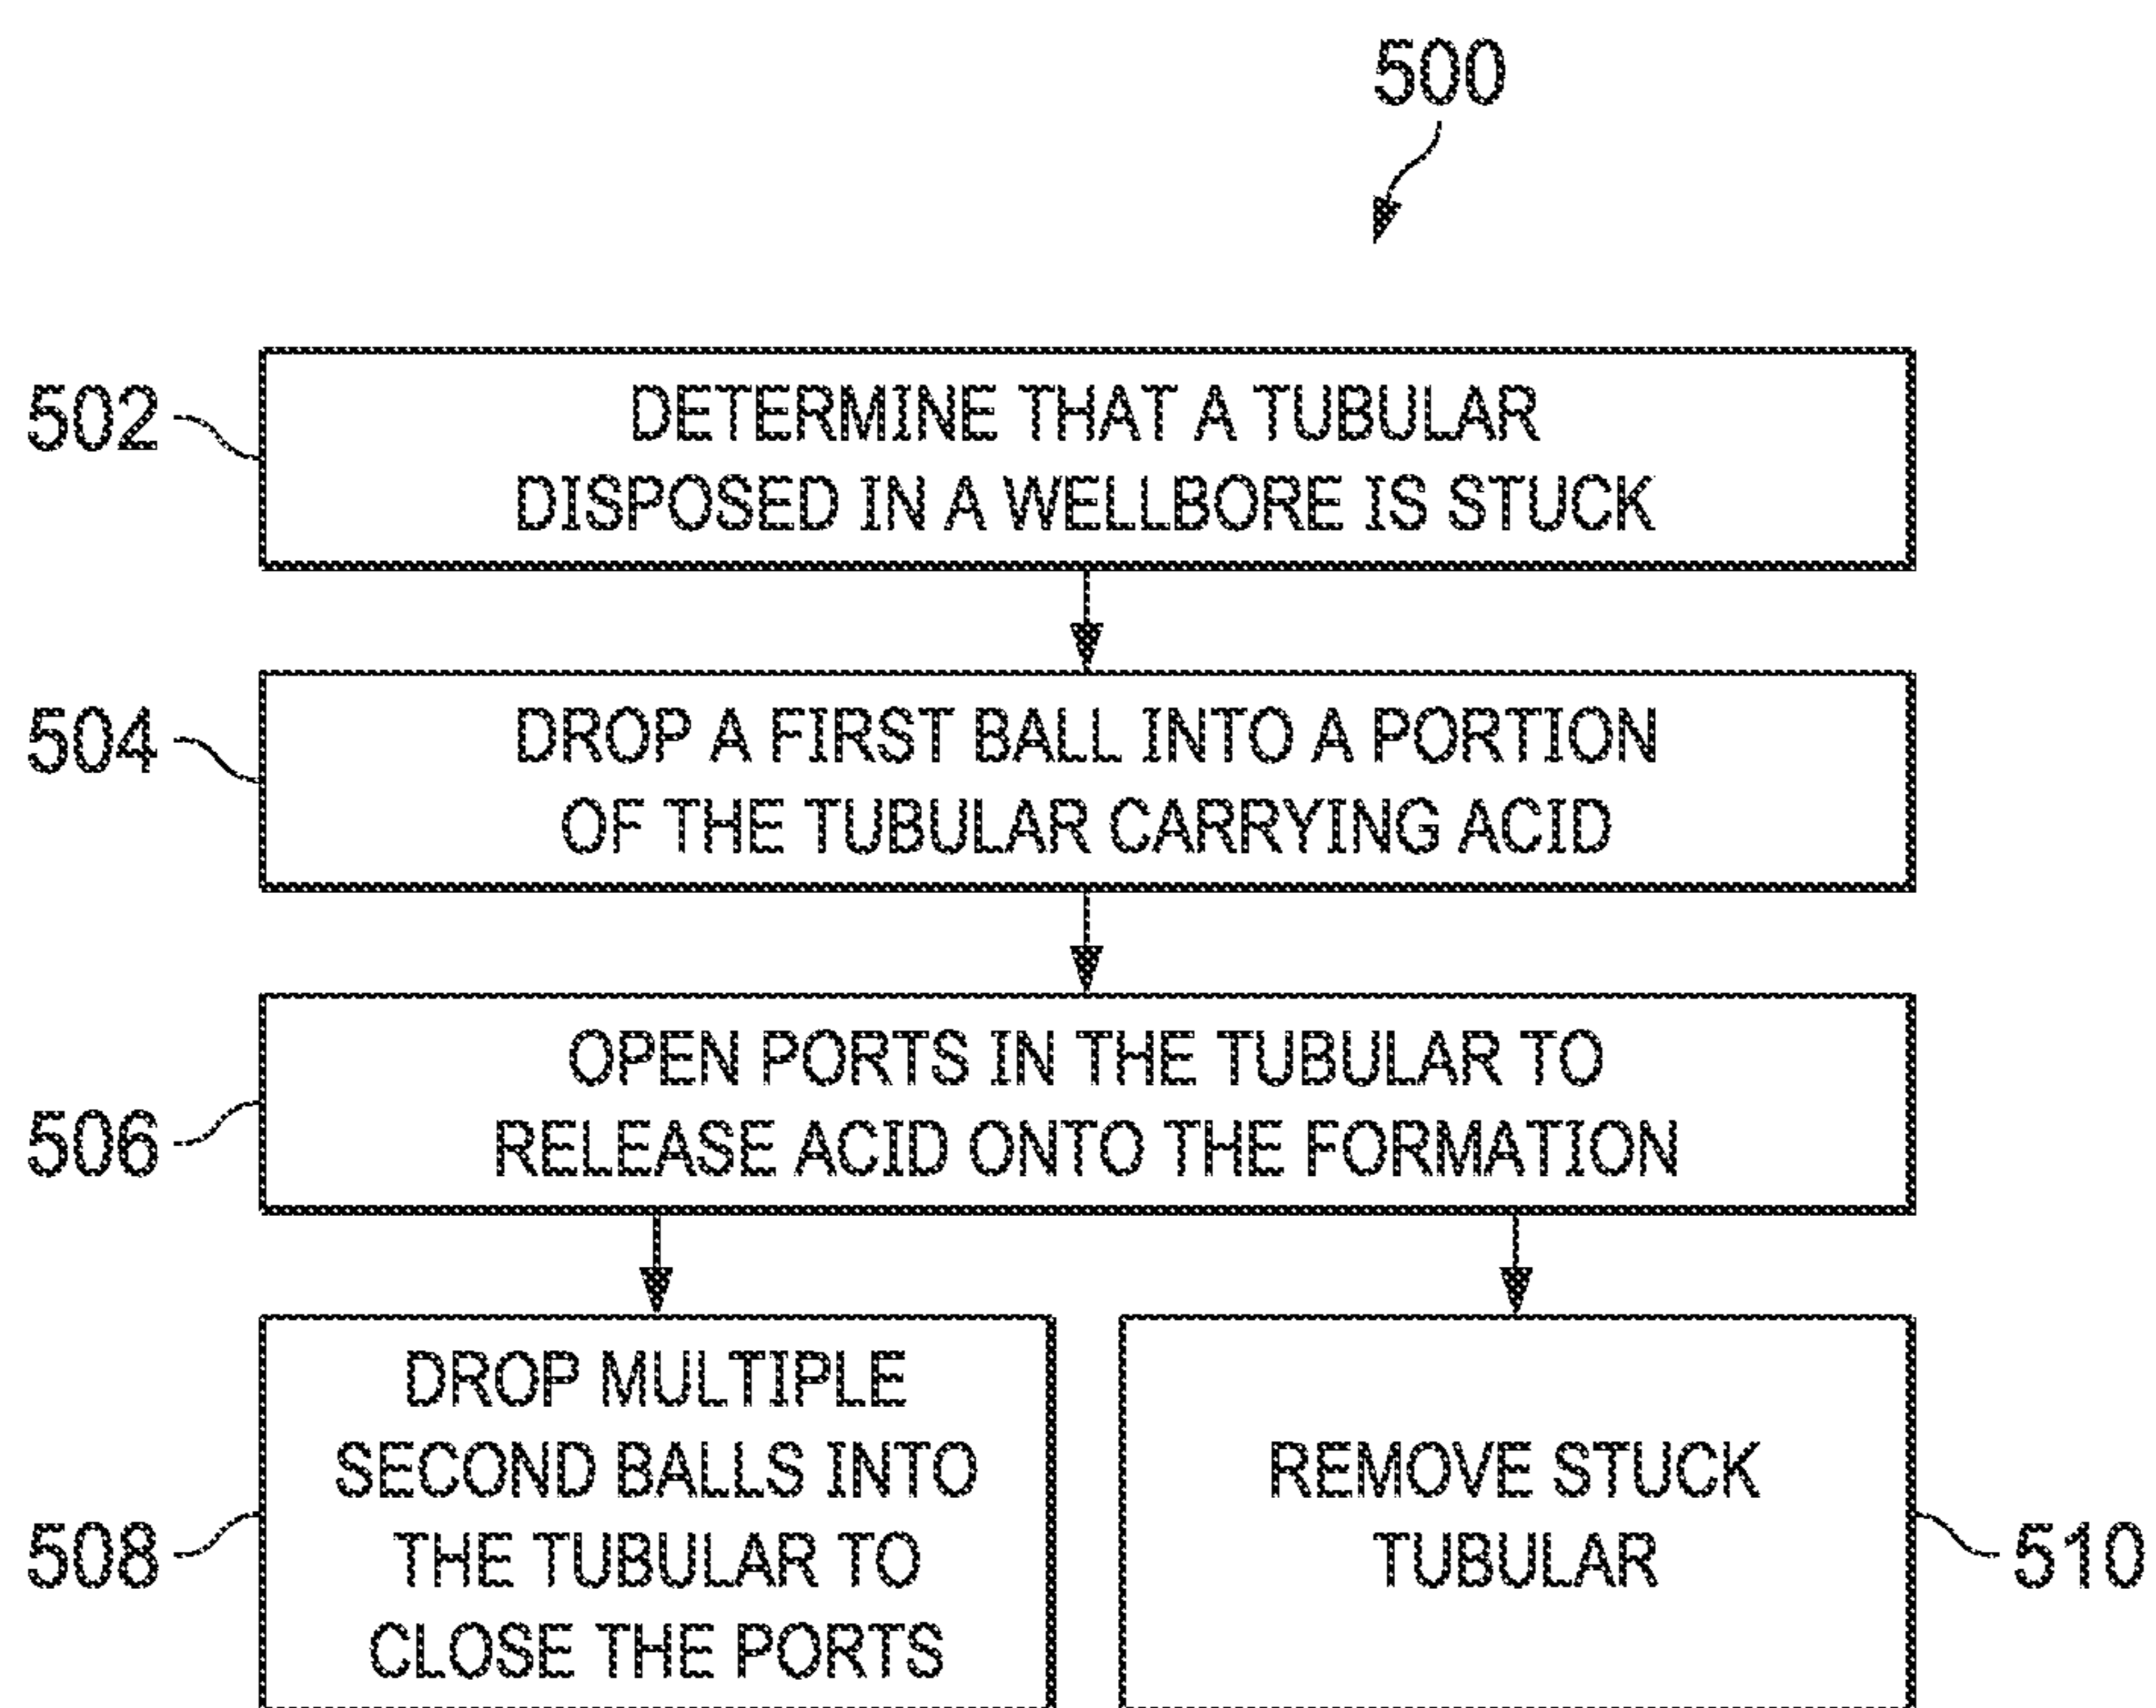 500
502
DETERMINE THAT A TUBULAR
DISPOSED IN A WELLBORE IS STUCK
504
DROP A FIRST BALL INTO A PORTION
OF THE TUBULAR CARRYING ACID
506
OPEN PORTS IN THE TUBULAR TO
RELEASE ACID ONTO THE FORMATION
508
DROP MULTIPLE
SECOND BALLS INTO
THE TUBULAR TO
CLOSE THE PORTS
REMOVE STUCK
TUBULAR
510